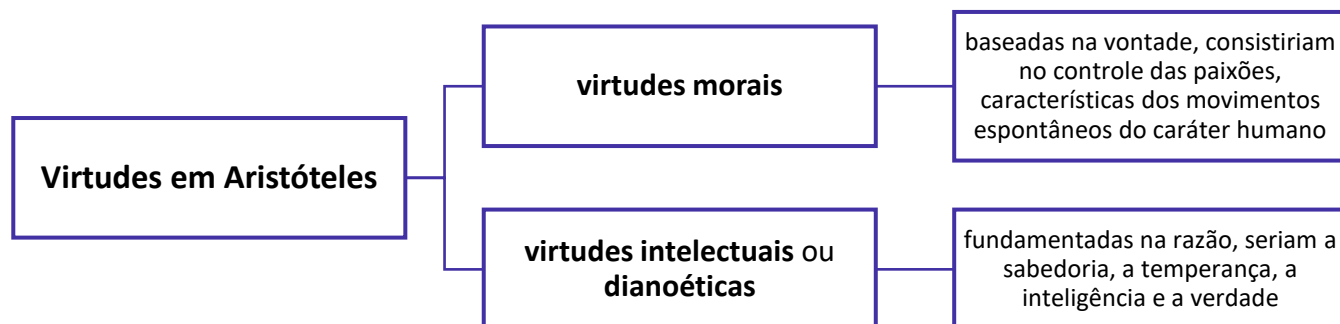 Virtudes em Aristóteles
virtudes morais
baseadas na vontade, consistiriam
no controle das paixões,
características dos movimentos
espontâneos do caráter humano
virtudes intelectuais ou
dianoéticas
fundamentadas na razão, seriam a
sabedoria, a temperança, a
inteligência e a verdade